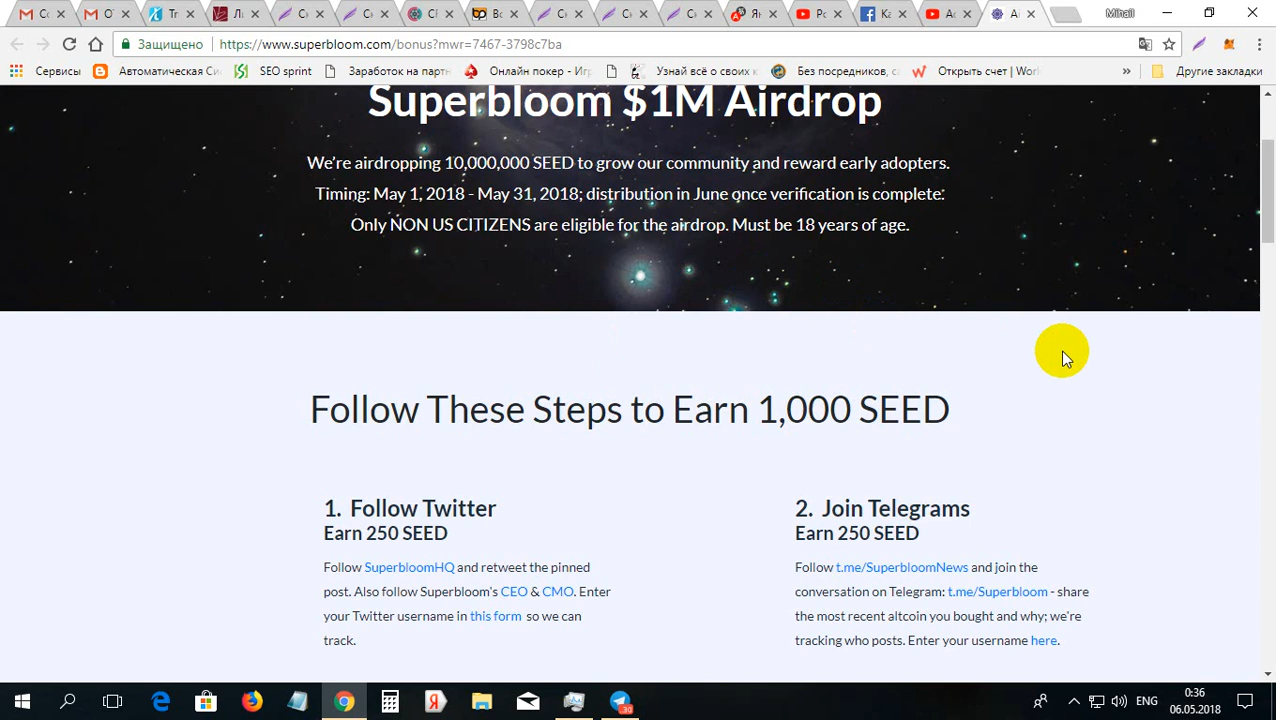 Mihail
Защищено
https://www.superbloom.com/bonus?mwr=7467-3798c7ba
Сервисы
Автоматическая Си
SEO sprint
Заработок на партн
Онлайн покер - Игр
Узнай всё о своих к
Без посредников, са
Открыть счет | Worl
»
Другие закладки
Superbloom $1M Airdrop
We're airdropping 10,000,000 SEED to grow our community and reward early adopters.
Timing: May 1, 2018 - May 31, 2018; distribution in June once verification is complete.
Only NON US CITIZENS are eligible for the airdrop. Must be 18 years of age.
Follow These Steps to Earn 1,000 SEED
1. Follow Twitter
Earn 250 SEED
Follow SuperbloomHQ and retweet the pinned
post. Also follow Superbloom's CEO & CMO. Enter
your Twitter username in this form so we can
track.
2. Join Telegrams
Earn 250 SEED
Follow t.me/SuperbloomNews and join the
conversation on Telegram: t.me/Superbloom - share
the most recent altcoin you bought and why; we're
tracking who posts. Enter your username here.
30
ENG
0:36
06.05.2018